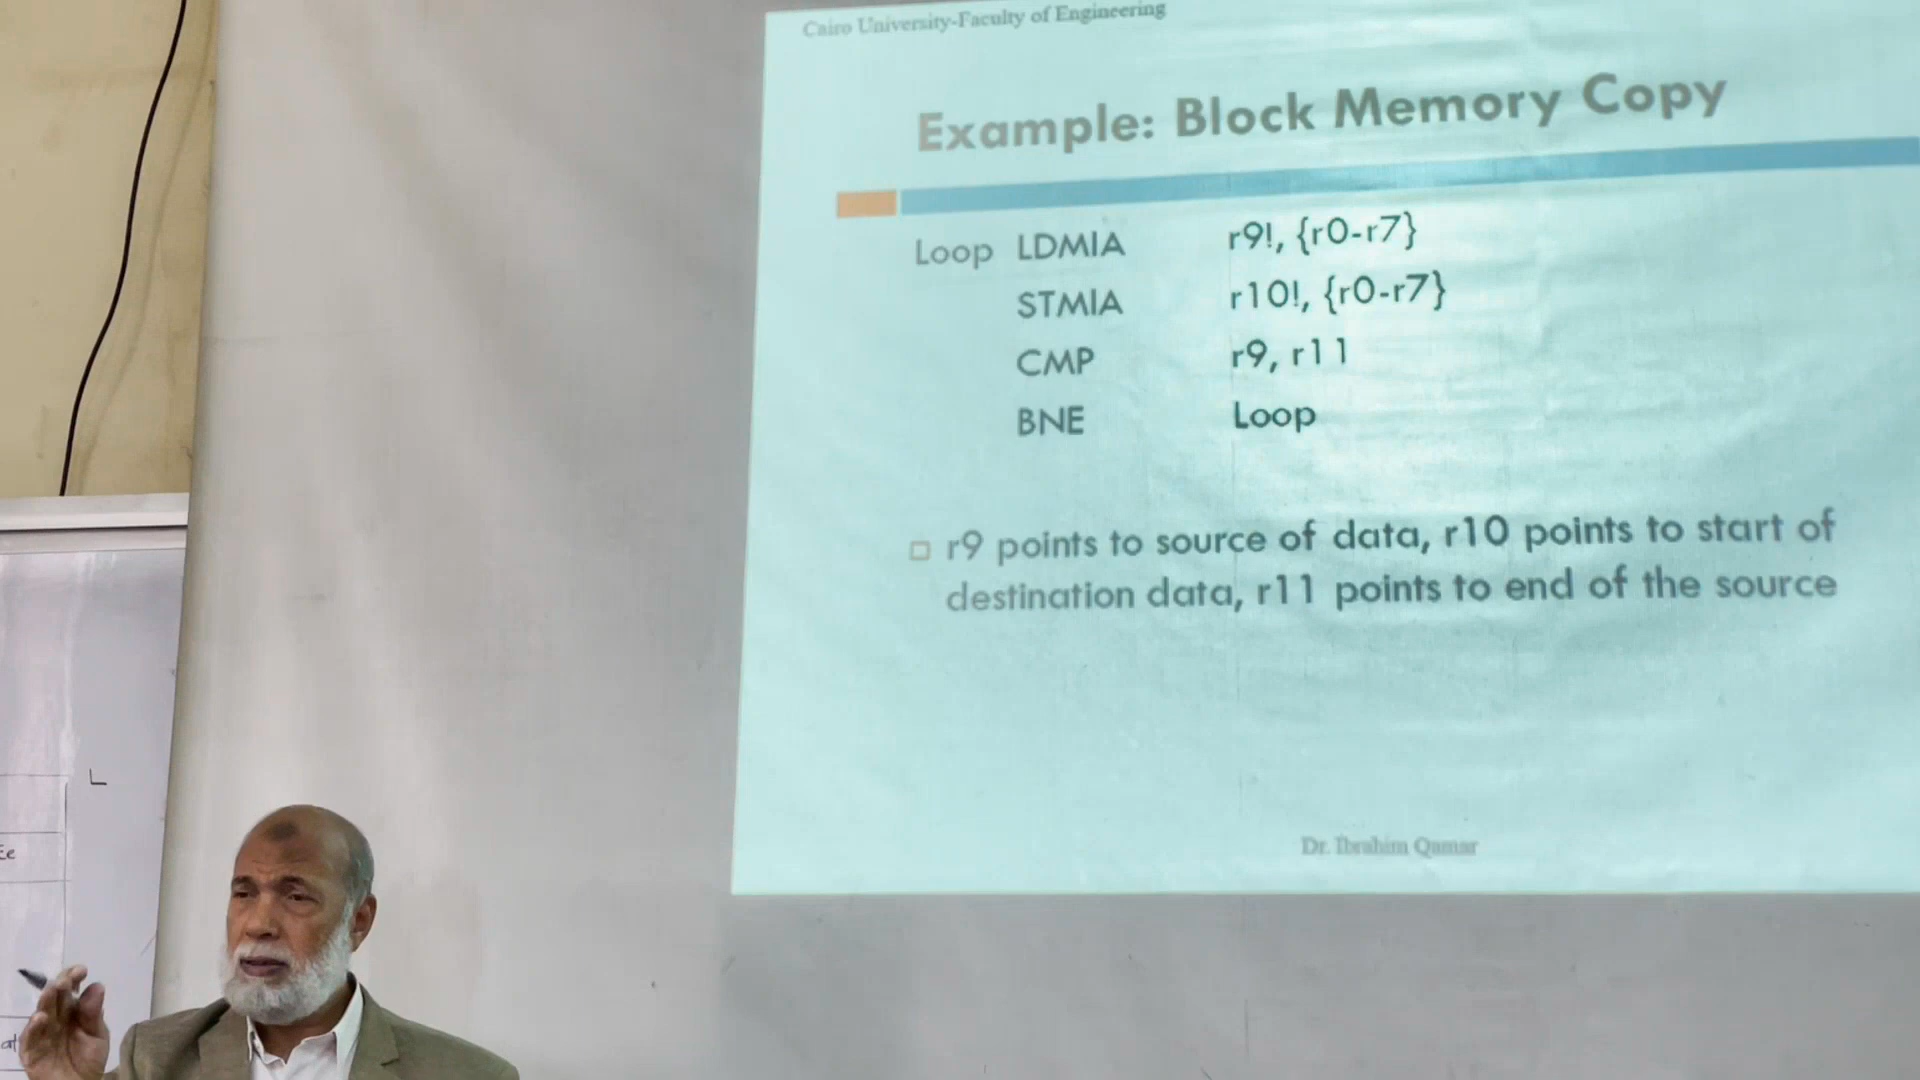 Cairo University-Faculty of Engineering
Example: Block Memory Copy
Loop LDMIA r9!, {r0-r7}
STMIA r10!, {r0-r7}
CMP r9, r11
BNE Loop
r9 points to source of data, r10 points to start of
destination data, r11 points to end of the source
Dr. Ibrahim Qamar